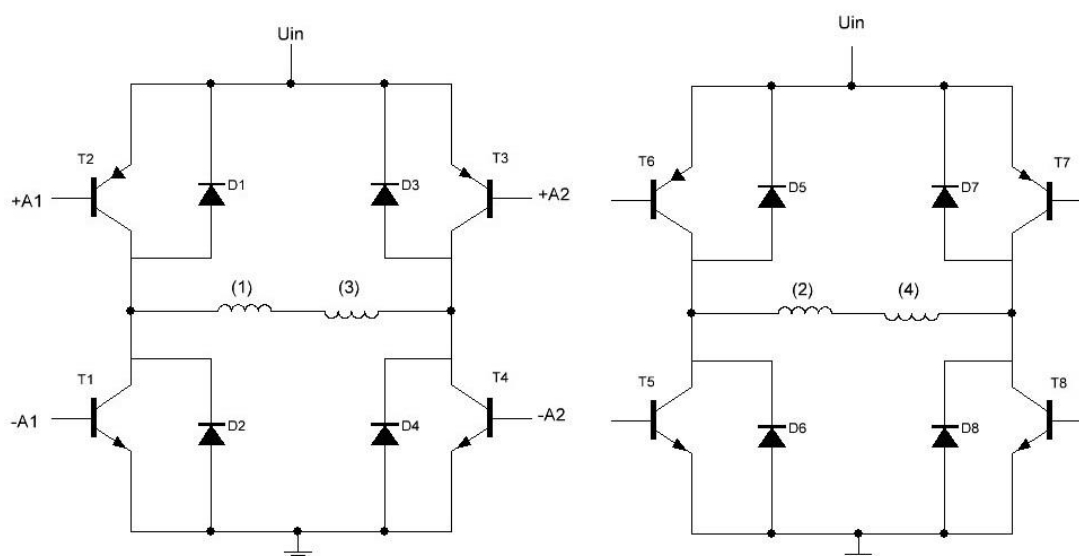 Uin
T2
T3
+A1
D1
D3
+A2
(1)
(3)
T1
T4
-A1
D2
D4
-A2
Uin
T6
T7
D5
D7
(2)
(4)
T5
T8
D6
D8